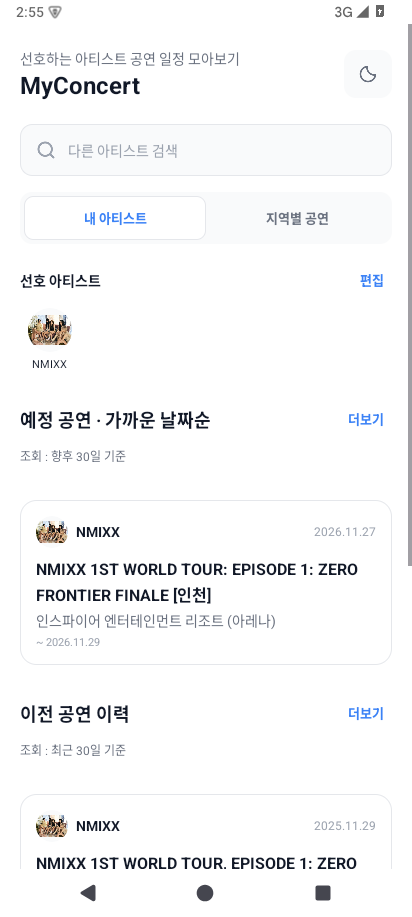 2:55
3G
선호하는 아티스트 공연 일정 모아보기
MyConcert
다른 아티스트 검색
내 아티스트
지역별 공연
선호 아티스트
편집
NMIXX
예정 공연 · 가까운 날짜순
더보기
조회 : 향후 30일 기준
NMIXX
2026.11.27
NMIXX 1ST WORLD TOUR: EPISODE 1: ZERO
FRONTIER FINALE [인천]
인스파이어 엔터테인먼트 리조트 (아레나)
~ 2026.11.29
이전 공연 이력
더보기
조회 : 최근 30일 기준
NMIXX
2025.11.29
NMIXX 1ST WORLD TOUR, EPISODE 1: ZERO